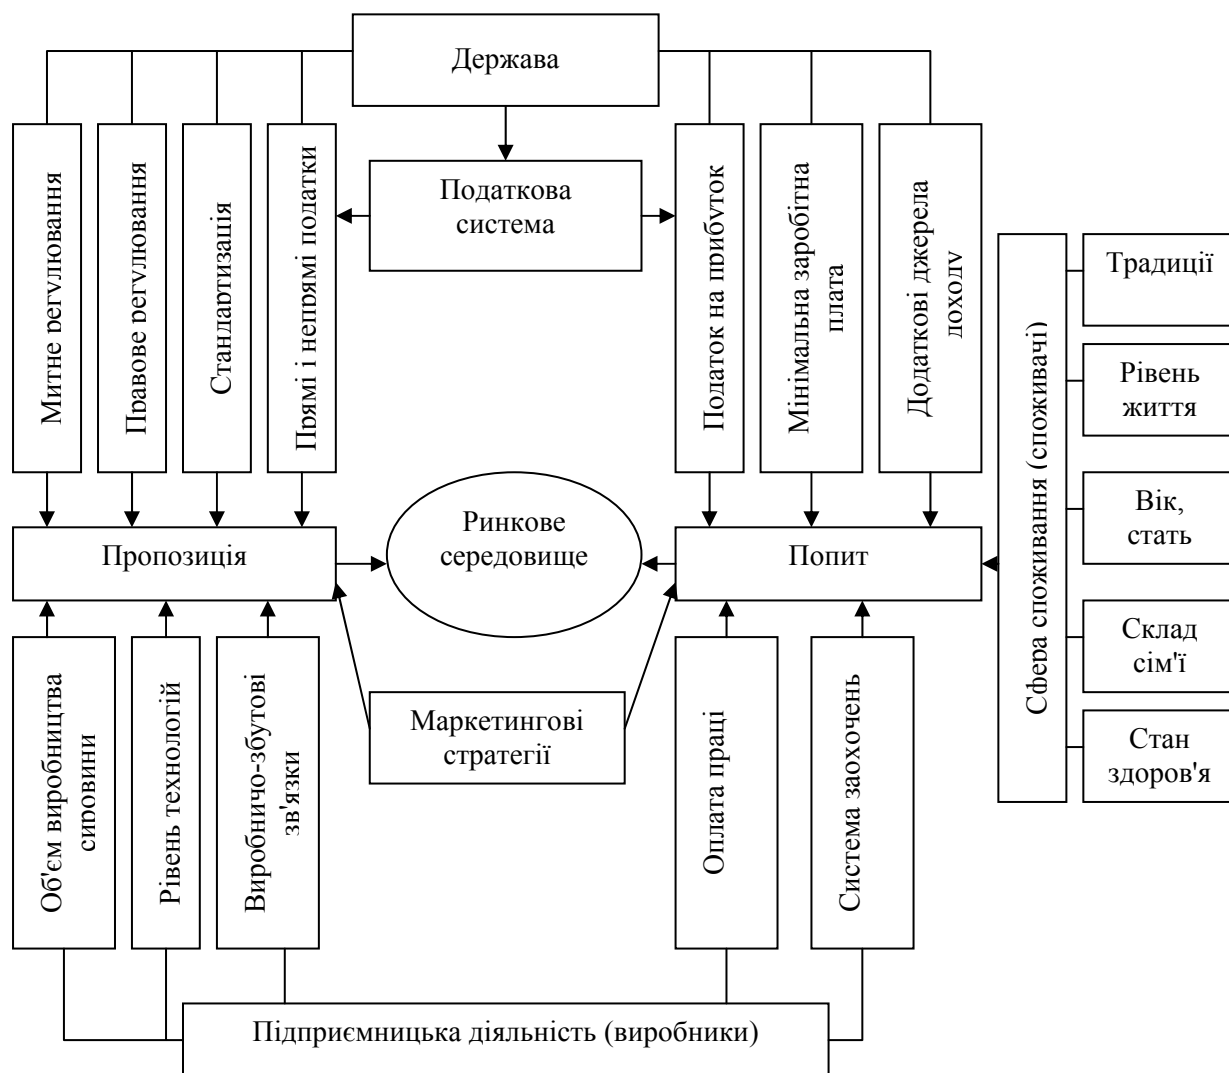 Держава
Митне регулювання
Правове регулювання
Стандартизація
Прямі і непрямі податки
Податкова
система
Податок на прибуток
Мінімальна заробітна
плата
Додаткові джерела
доходу
Традиції
Рівень
життя
Вік,
стать
Склад
сім'ї
Стан
здоров'я
Сфера споживання (споживачі)
Пропозиція
Ринкове
середовище
Попит
Маркетингові
стратегії
Об'єм виробництва
сировини
Рівень технологій
Виробничо-збутові
зв'язки
Оплата праці
Система заохочень
Підприємницька діяльність (виробники)